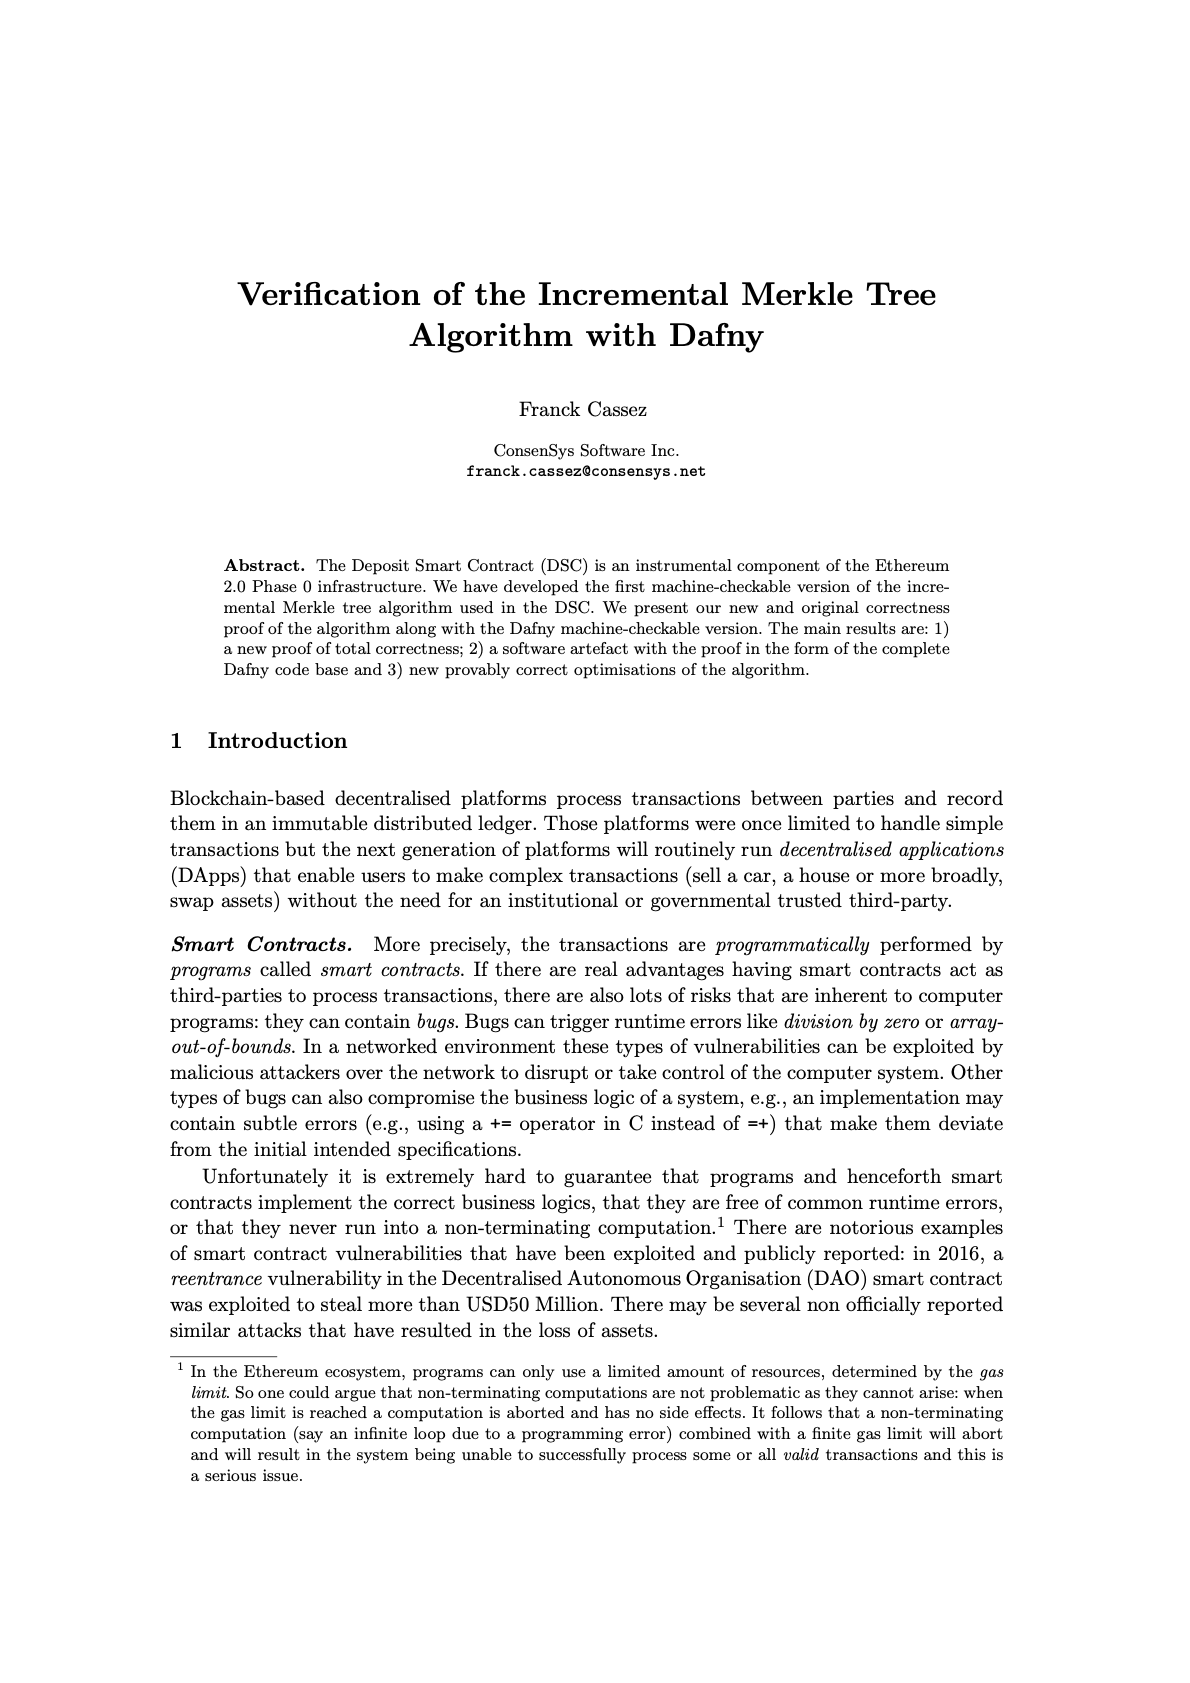 Verification of the Incremental Merkle Tree
Algorithm with Dafny
Franck Cassez
ConsenSys Software Inc.
franck.cassez@consensys.net
Abstract. The Deposit Smart Contract (DSC) is an instrumental component of the Ethereum
2.0 Phase 0 infrastructure. We have developed the first machine-checkable version of the incre-
mental Merkle tree algorithm used in the DSC. We present our new and original correctness
proof of the algorithm along with the Dafny machine-checkable version. The main results are: 1)
a new proof of total correctness; 2) a software artefact with the proof in the form of the complete
Dafny code base and 3) new provably correct optimisations of the algorithm.
1 Introduction
Blockchain-based decentralised platforms process transactions between parties and record
them in an immutable distributed ledger. Those platforms were once limited to handle simple
transactions but the next generation of platforms will routinely run decentralised applications
(DApps) that enable users to make complex transactions (sell a car, a house or more broadly,
swap assets) without the need for an institutional or governmental trusted third-party.
Smart Contracts. More precisely, the transactions are programmatically performed by
programs called smart contracts. If there are real advantages having smart contracts act as
third-parties to process transactions, there are also lots of risks that are inherent to computer
programs: they can contain bugs. Bugs can trigger runtime errors like division by zero or array-
out-of-bounds. In a networked environment these types of vulnerabilities can be exploited by
malicious attackers over the network to disrupt or take control of the computer system. Other
types of bugs can also compromise the business logic of a system, e.g., an implementation may
contain subtle errors (e.g., using a += operator in C instead of =+) that make them deviate
from the initial intended specifications.
Unfortunately it is extremely hard to guarantee that programs and henceforth smart
contracts implement the correct business logics, that they are free of common runtime errors,
or that they never run into a non-terminating computation.1 There are notorious examples
of smart contract vulnerabilities that have been exploited and publicly reported: in 2016, a
reentrance vulnerability in the Decentralised Autonomous Organisation (DAO) smart contract
was exploited to steal more than USD50 Million. There may be several non officially reported
similar attacks that have resulted in the loss of assets.
1 In the Ethereum ecosystem, programs can only use a limited amount of resources, determined by the gas
limit. So one could argue that non-terminating computations are not problematic as they cannot arise: when
the gas limit is reached a computation is aborted and has no side effects. It follows that a non-terminating
computation (say an infinite loop due to a programming error) combined with a finite gas limit will abort
and will result in the system being unable to successfully process some or all valid transactions and this is
a serious issue.